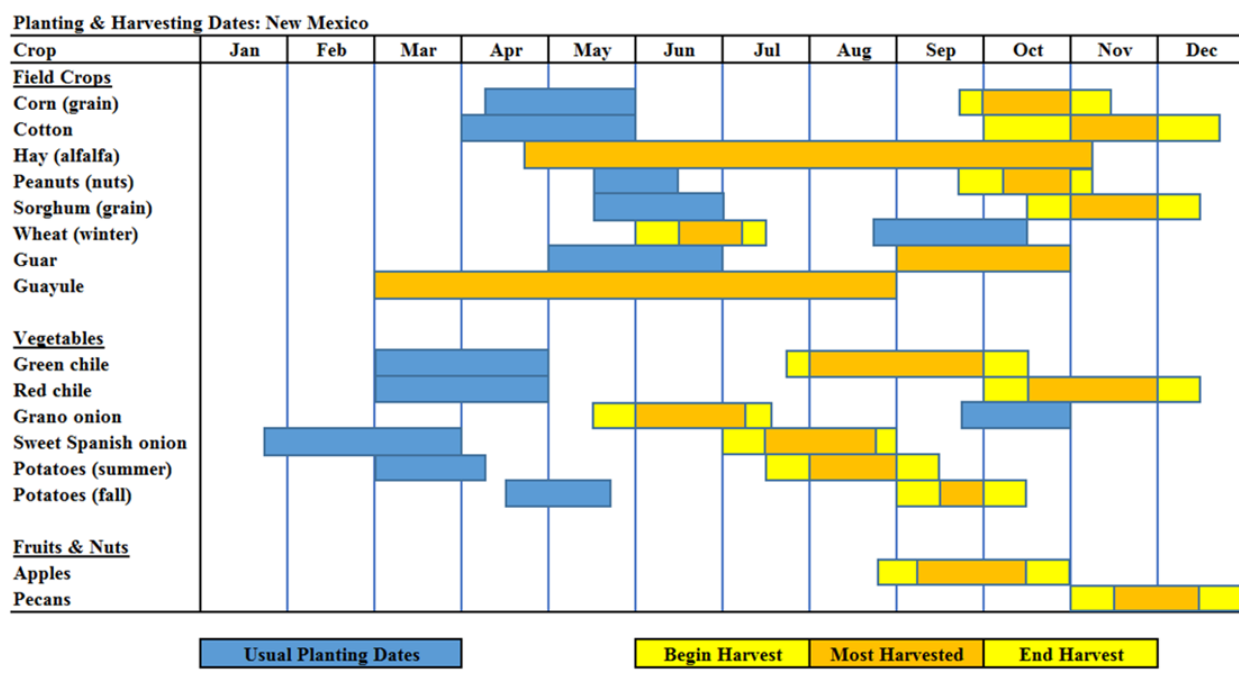 Planting & Harvesting Dates: New Mexico
Crop Jan Feb Mar Apr May Jun Jul Aug Sep Oct Nov Dec
Field Crops
Corn (grain)
Cotton
Hay (alfalfa)
Peanuts (nuts)
Sorghum (grain)
Wheat (winter)
Guar
Guayule
Vegetables
Green chile
Red chile
Grano onion
Sweet Spanish onion
Potatoes (summer)
Potatoes (fall)
Fruits & Nuts
Apples
Pecans
Usual Planting Dates Begin Harvest Most Harvested End Harvest